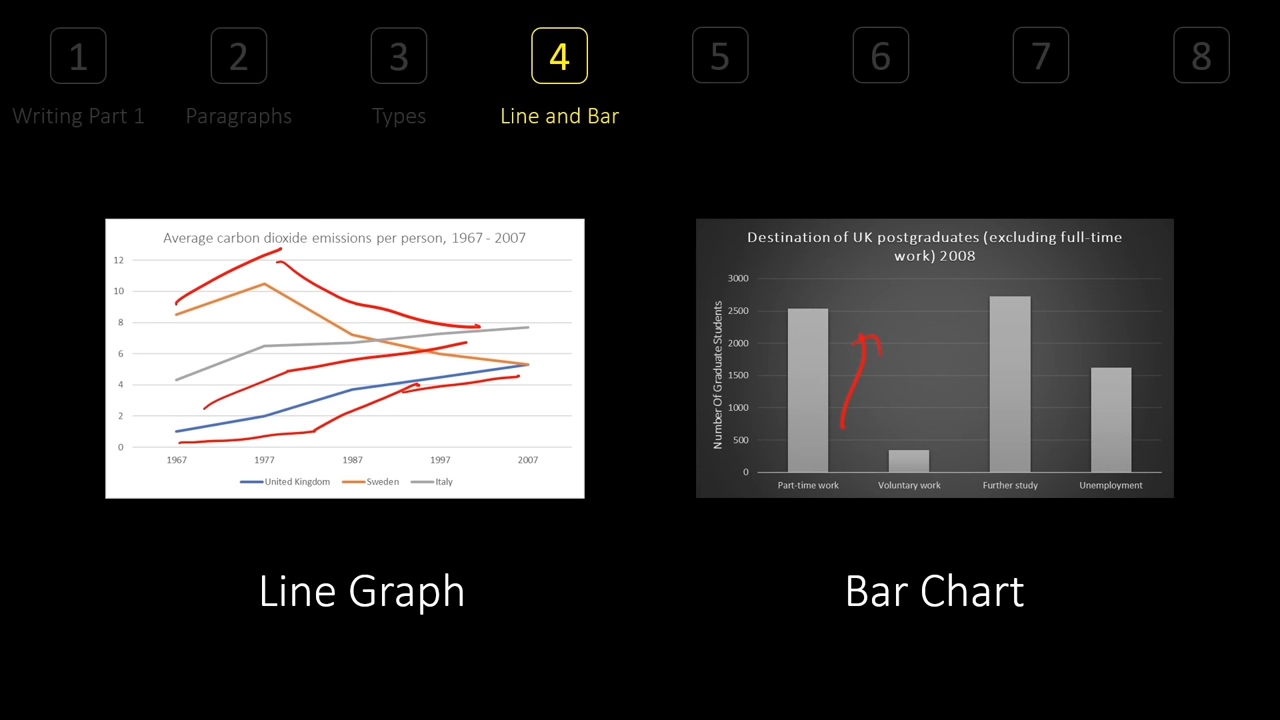 1 2 3 4 5 6 7 8
Writing Part 1 Paragraphs Types Line and Bar
Average carbon dioxide emissions per person, 1967 - 2007
12
10
8
6
4
2
0
1967 1977 1987 1997 2007
United Kingdom Sweden Italy
Destination of UK postgraduates (excluding full-time
work) 2008
Number Of Graduate Students
3000
2500
2000
1500
1000
500
0
Part-time work Voluntary work Further study Unemployment
Line Graph
Bar Chart